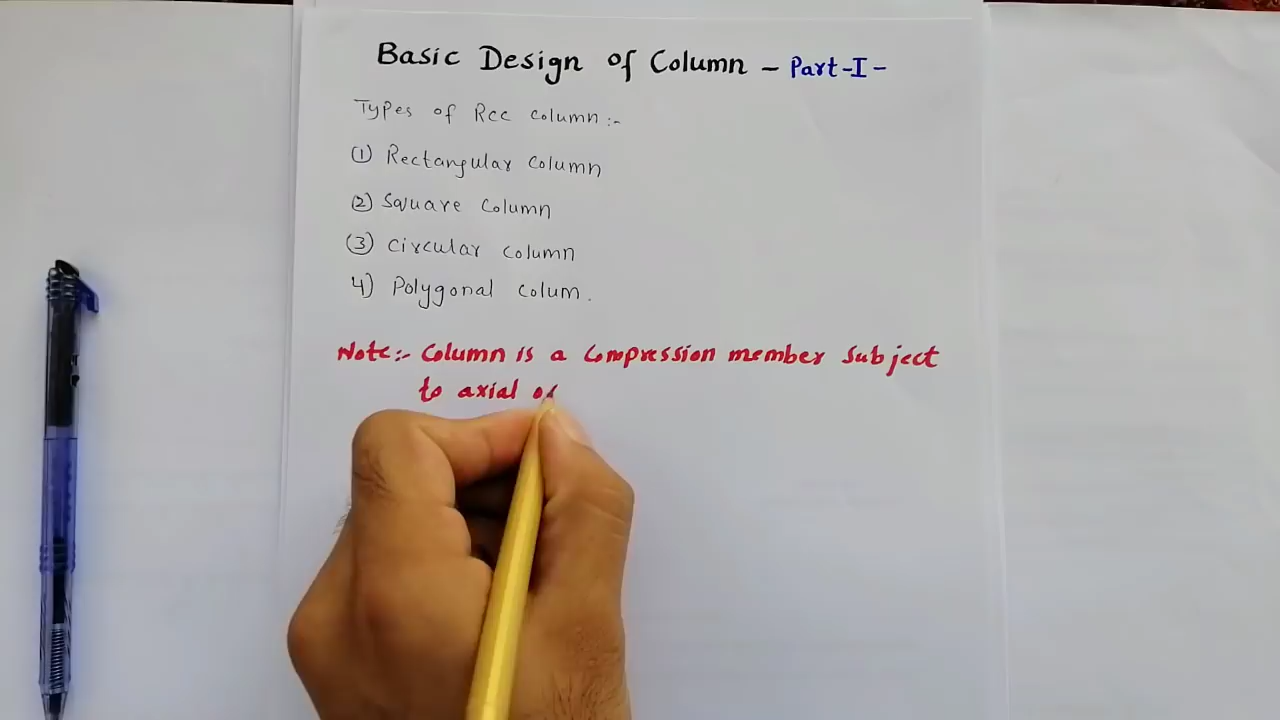 Basic Design of Column - Part-I-
Types of Rcc column:-
(1) Rectangular column
(2) Square column
(3) Circular column
4) Polygonal colum.
Note:- Column is a Compression member Subject
to axial or